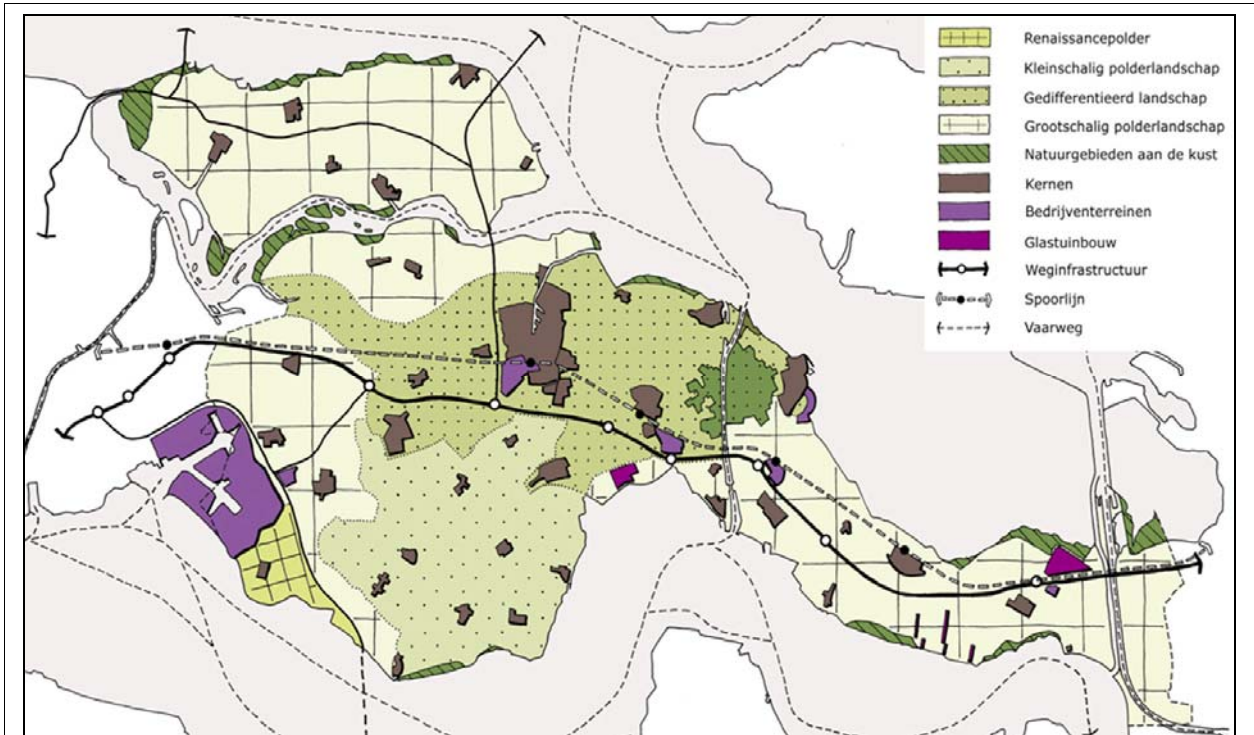 Renaissancepolder
Kleinschalig polderlandschap
Gedifferentieerd landschap
Grootschalig polderlandschap
Natuurgebieden aan de kust
Kernen
Bedrijventerreinen
Glastuinbouw
Weginfrastructuur
Spoorlijn
Vaarweg